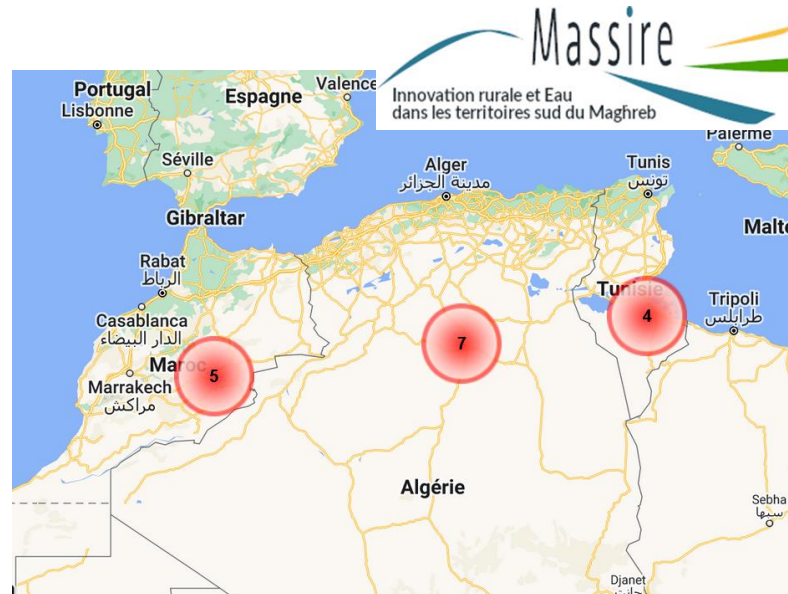 Massire
Innovation rurale et Eau
dans les territoires sud du Maghreb
Portugal
Lisbonne
Espagne
Valence
Séville
Gibraltar
Alger
مدينة الجزائر
Tunis
تونس
Palerme
Malte
Rabat
الرباط
Casablanca
الدار البيضاء
Maroc
Marrakech
مراكش
5
7
Tunisie
4
Tripoli
طرابلس
Algérie
Sebha
سبها
Djanet
جانت